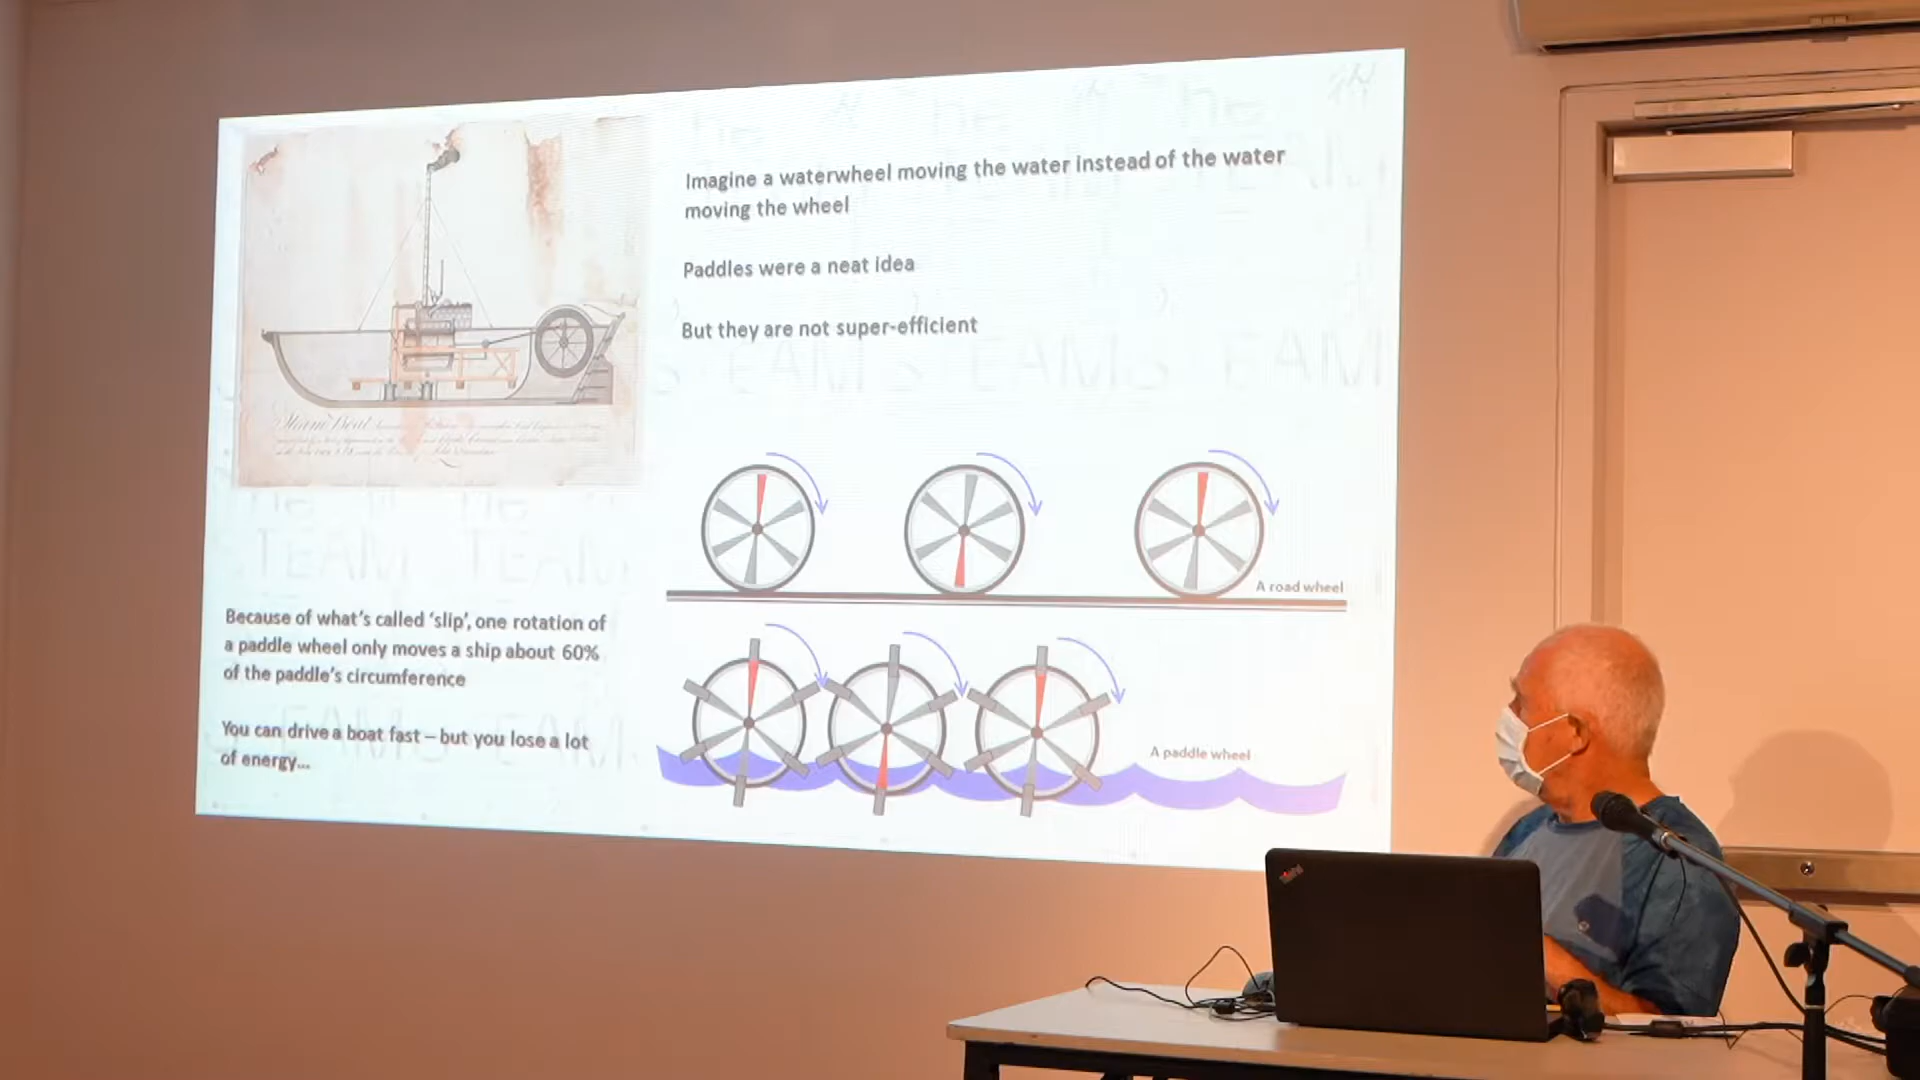 Imagine a waterwheel moving the water instead of the water
moving the wheel
Paddles were a neat idea
But they are not super-efficient
Steam Boat
A road wheel
Because of what's called 'slip', one rotation of
a paddle wheel only moves a ship about 60%
of the paddle's circumference
You can drive a boat fast – but you lose a lot
of energy...
A paddle wheel
ThinkPad